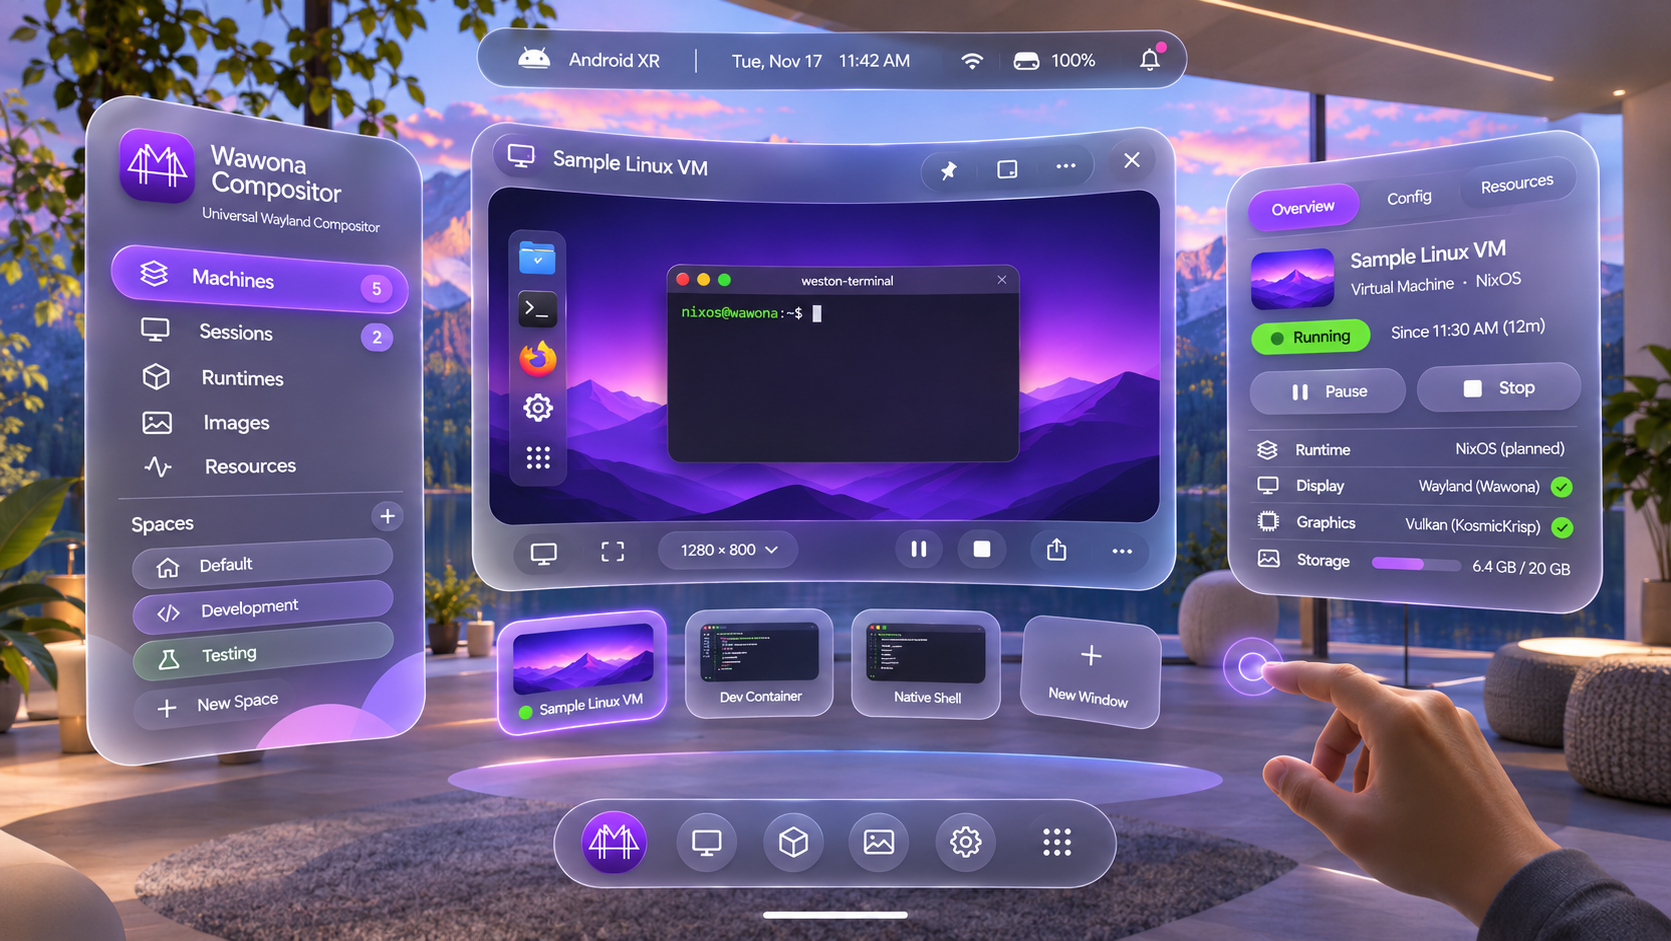 Android XR
Tue, Nov 17 11:42 AM
100%
Wawona
Compositor
Universal Wayland Compositor
Machines 5
Sessions 2
Runtimes
Images
Resources
Spaces
Default
Development
Testing
New Space
Sample Linux VM
weston-terminal
nixos@wawona:~$
1280 × 800
Sample Linux VM
Dev Container
Native Shell
New Window
Overview Config Resources
Sample Linux VM
Virtual Machine · NixOS
Running Since 11:30 AM (12m)
Pause Stop
Runtime NixOS (planned)
Display Wayland (Wawona)
Graphics Vulkan (KosmicKrisp)
Storage 6.4 GB / 20 GB